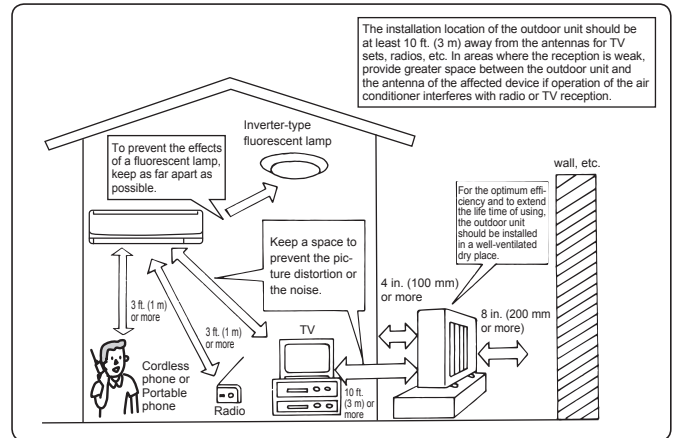 The installation location of the outdoor unit should be
at least 10 ft. (3 m) away from the antennas for TV
sets, radios, etc. In areas where the reception is weak,
provide greater space between the outdoor unit and
the antenna of the affected device if operation of the air
conditioner interferes with radio or TV reception.
Inverter-type
fluorescent lamp
To prevent the effects
of a fluorescent lamp,
keep as far apart as
possible.
wall, etc.
For the optimum effi-
ciency and to extend
the life time of using,
the outdoor unit
should be installed
in a well-ventilated
dry place.
Keep a space to
prevent the pic-
ture distortion or
the noise.
4 in. (100 mm)
or more
8 in. (200 mm
or more)
3 ft. (1 m)
or more
3 ft. (1 m)
or more
TV
Cordless
phone or
Portable
phone
Radio
10 ft.
(3 m) or
more